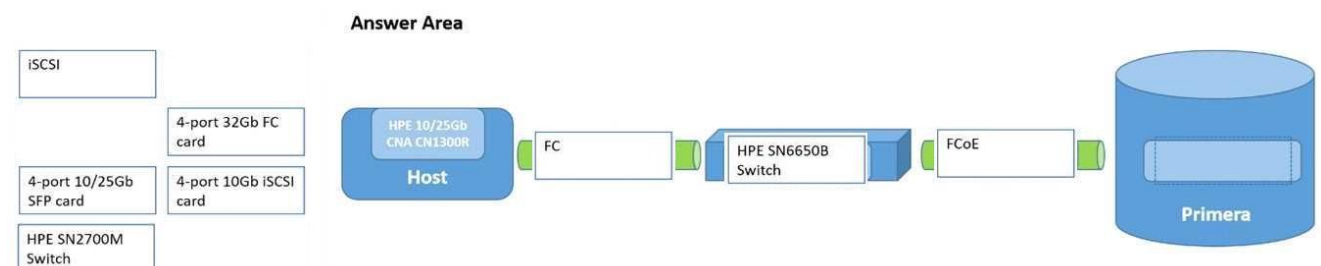 Answer Area
iSCSI
4-port 32Gb FC
card
4-port 10/25Gb
SFP card
4-port 10Gb iSCSI
card
HPE SN2700M
Switch
HPE 10/25Gb
CNA CN1300R
Host
FC
HPE SN6650B
Switch
FCoE
Primera